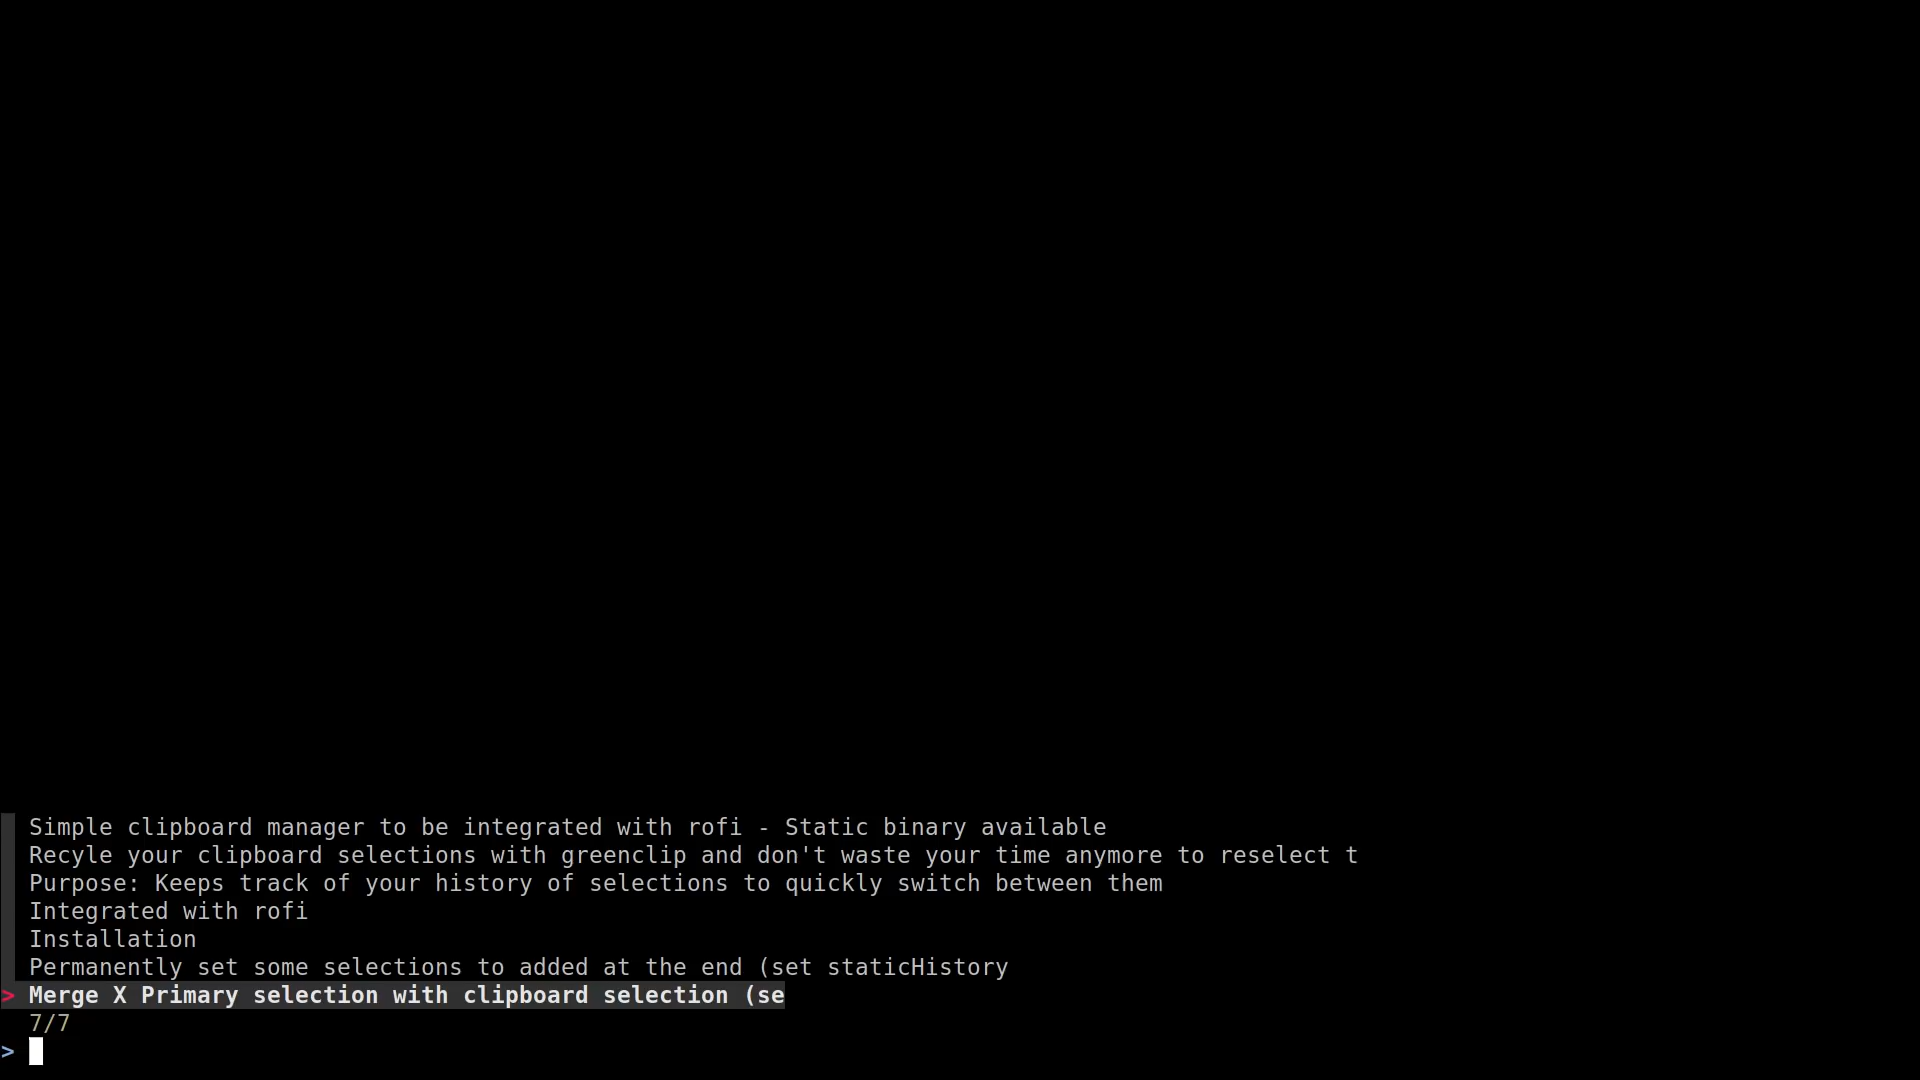 Simple clipboard manager to be integrated with rofi - Static binary available
Recyle your clipboard selections with greenclip and don't waste your time anymore to reselect t
Purpose: Keeps track of your history of selections to quickly switch between them
Integrated with rofi
Installation
Permanently set some selections to added at the end (set staticHistory
> Merge X Primary selection with clipboard selection (se
7/7
>